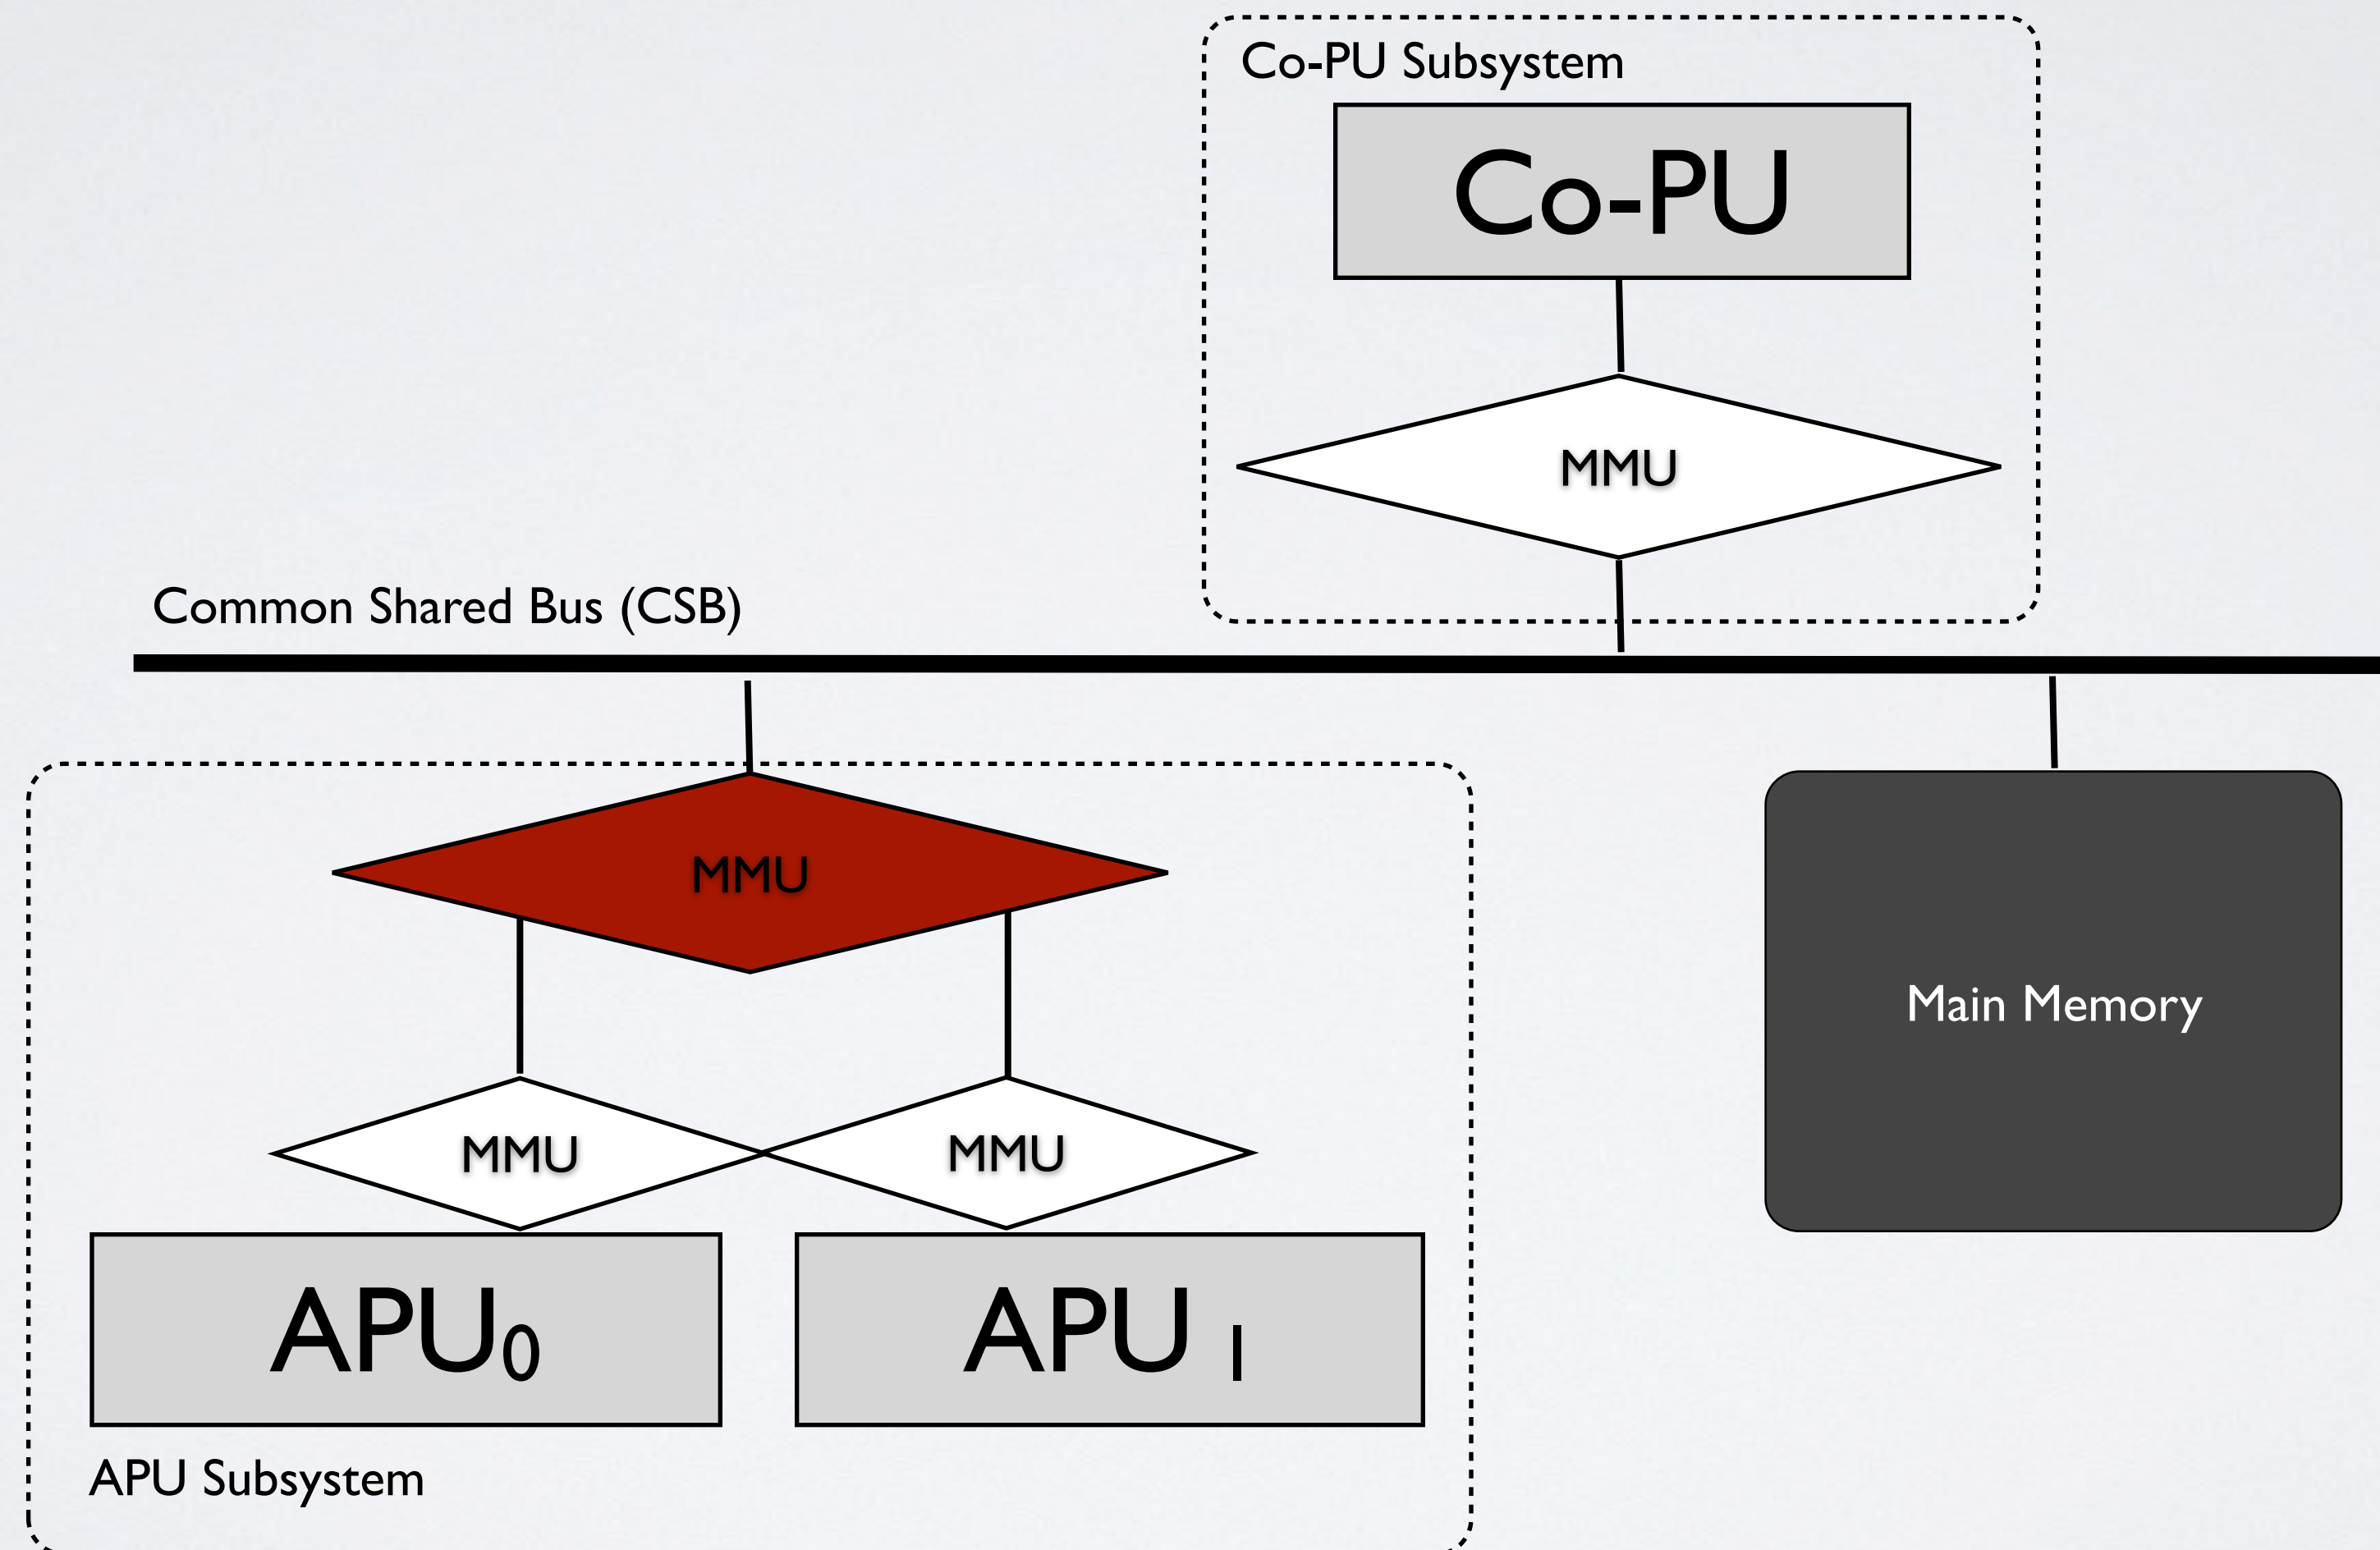 Co-PU Subsystem
Co-PU
MMU
Common Shared Bus (CSB)
MMU
Main Memory
MMU
MMU
APU0
APU 1
APU Subsystem